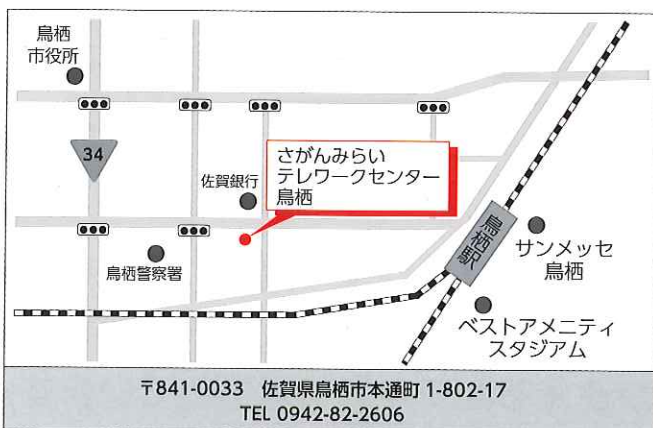 鳥栖
市役所
34
佐賀銀行
さがんみらい
テレワークセンター
鳥栖
鳥栖警察署
鳥栖駅
サンメッセ
鳥栖
ベストアメニティ
スタジアム
〒841-0033 佐賀県鳥栖市本通町 1-802-17
TEL 0942-82-2606